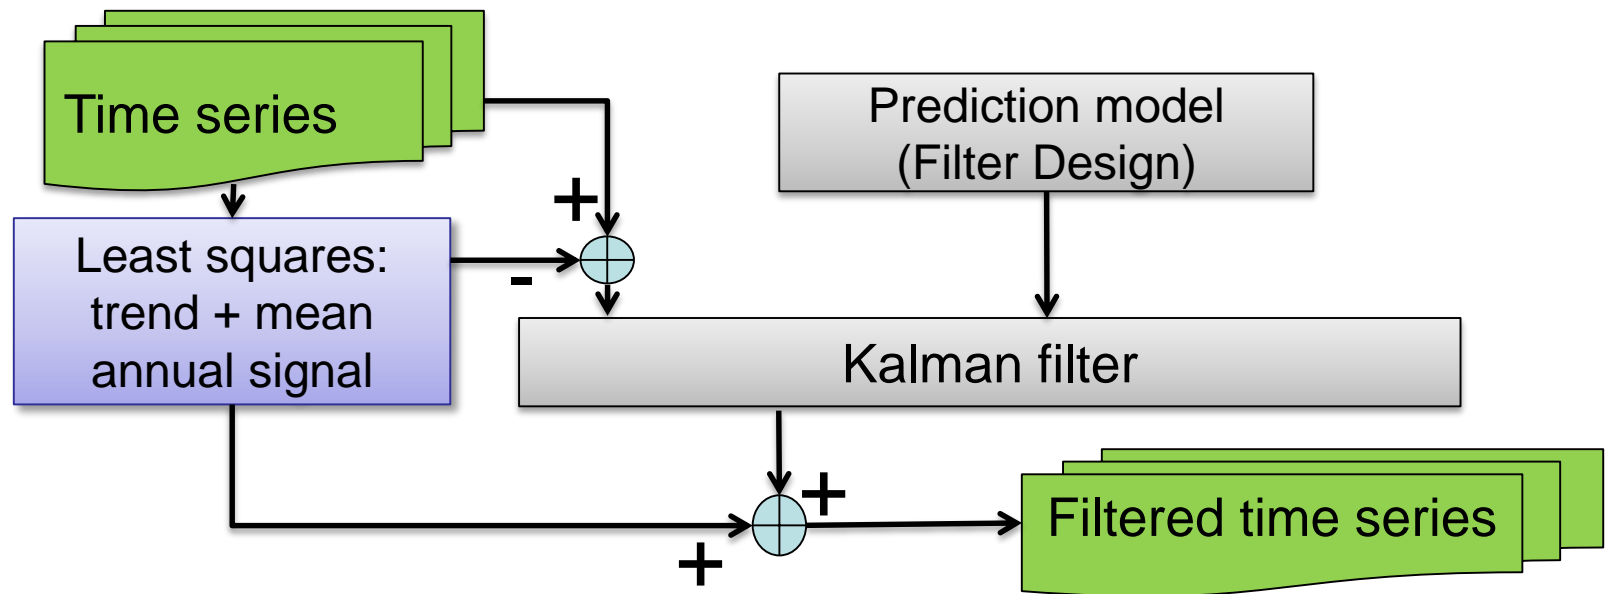 Time series
Prediction model
(Filter Design)
+
Least squares:
trend + mean
annual signal
-
Kalman filter
+
Filtered time series
+